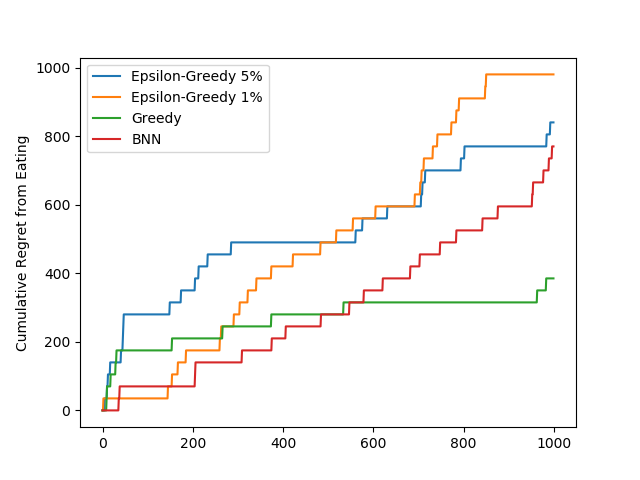 Epsilon-Greedy 5%
Epsilon-Greedy 1%
Greedy
BNN
Cumulative Regret from Eating
1000
800
600
400
200
0
0 200 400 600 800 1000